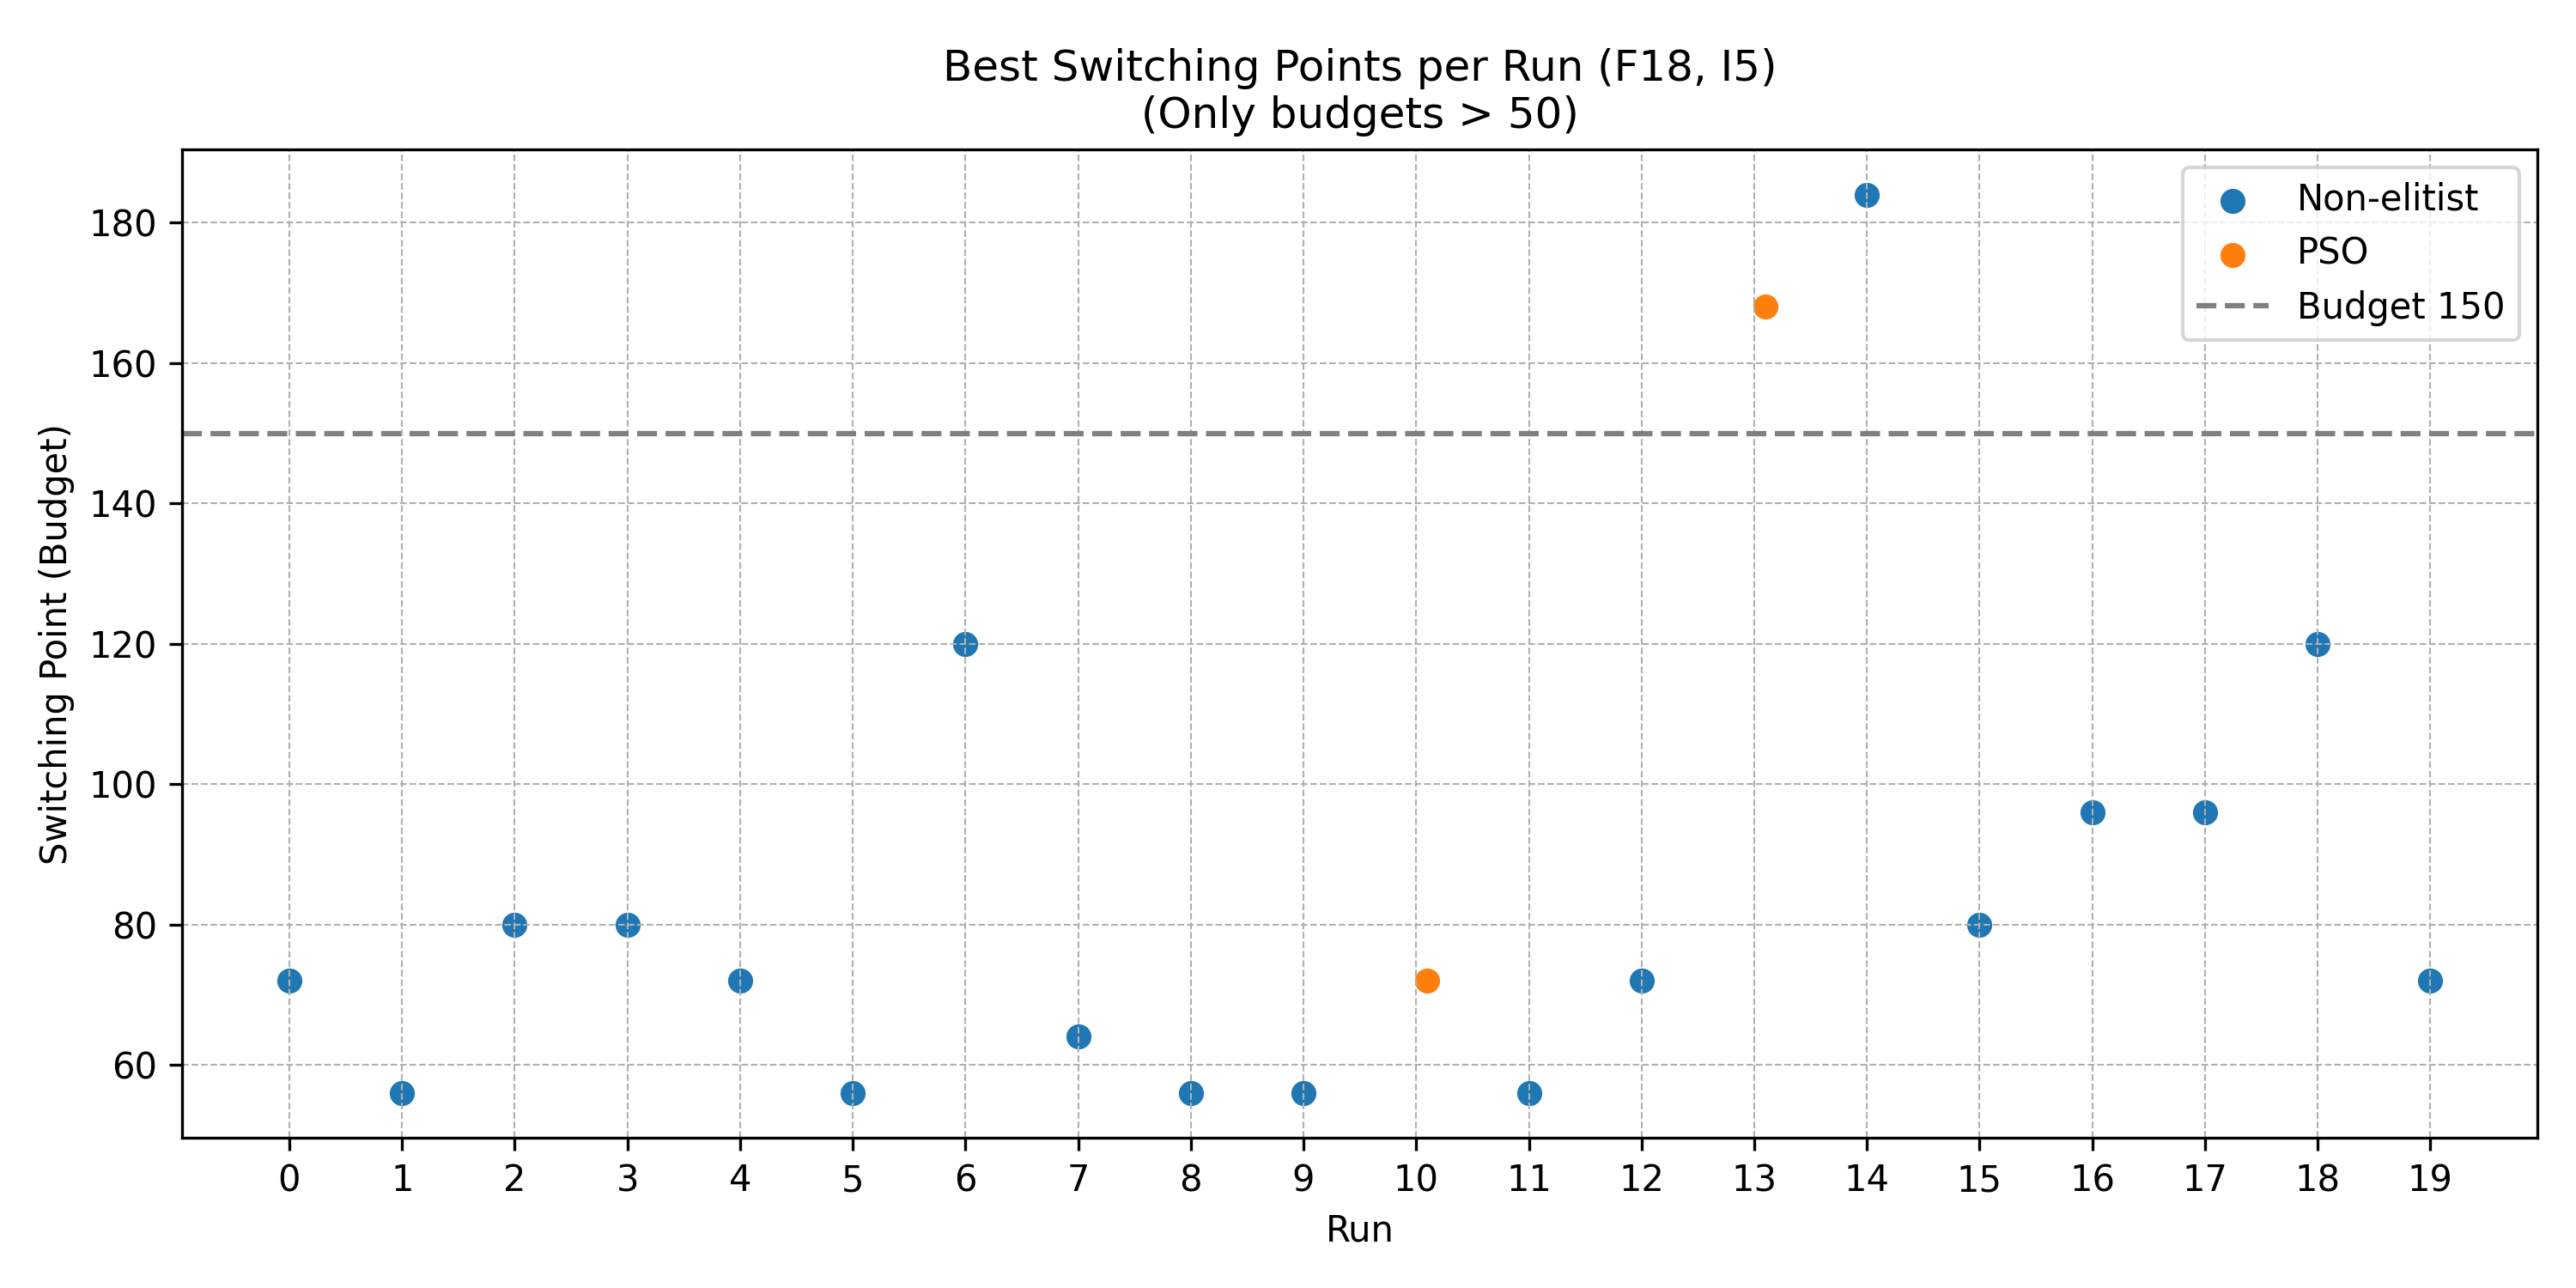 Best Switching Points per Run (F18, I5)
(Only budgets > 50)
Non-elitist
PSO
Budget 150
Switching Point (Budget)
180
160
140
120
100
80
60
0 1 2 3 4 5 6 7 8 9 10 11 12 13 14 15 16 17 18 19
Run